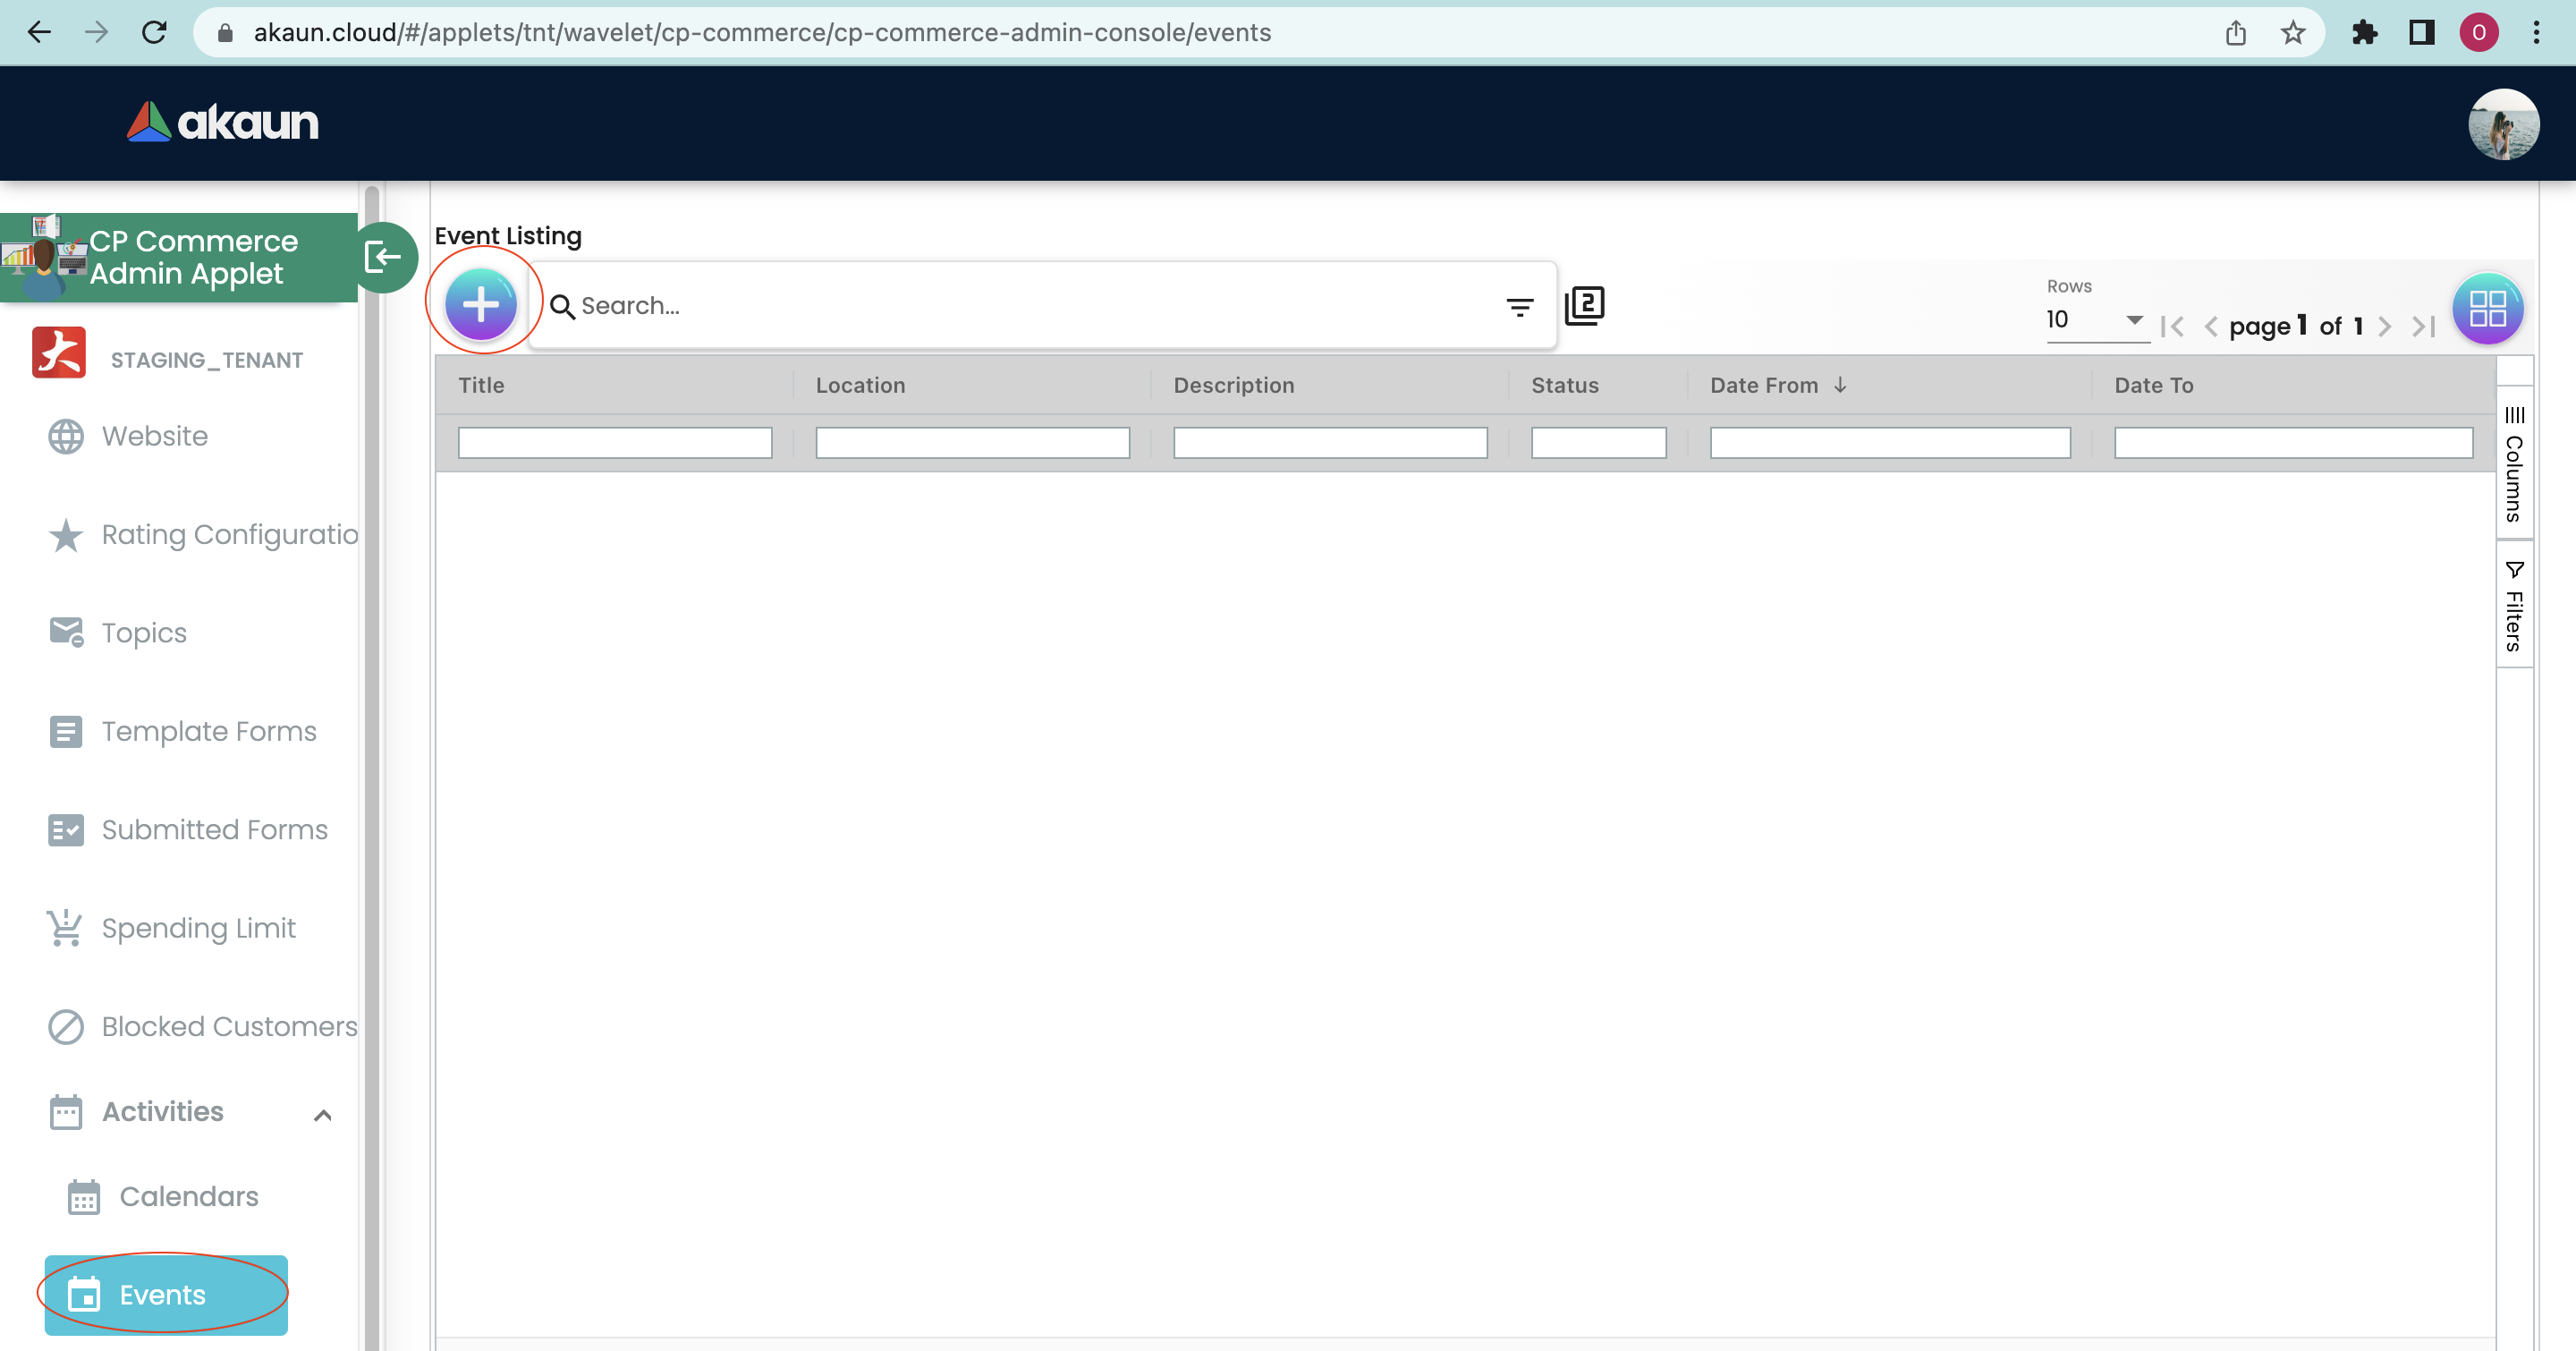 akaun.cloud/#/applets/tnt/wavelet/cp-commerce/cp-commerce-admin-console/events
O
akaun
CP Commerce
Admin Applet
STAGING_TENANT
Website
Rating Configuratio
Topics
Template Forms
Submitted Forms
Spending Limit
Blocked Customers
Activities
Calendars
Events
Event Listing
Search...
2
Rows
10
page 1 of 1
Title Location Description Status Date From Date To
Columns
Filters